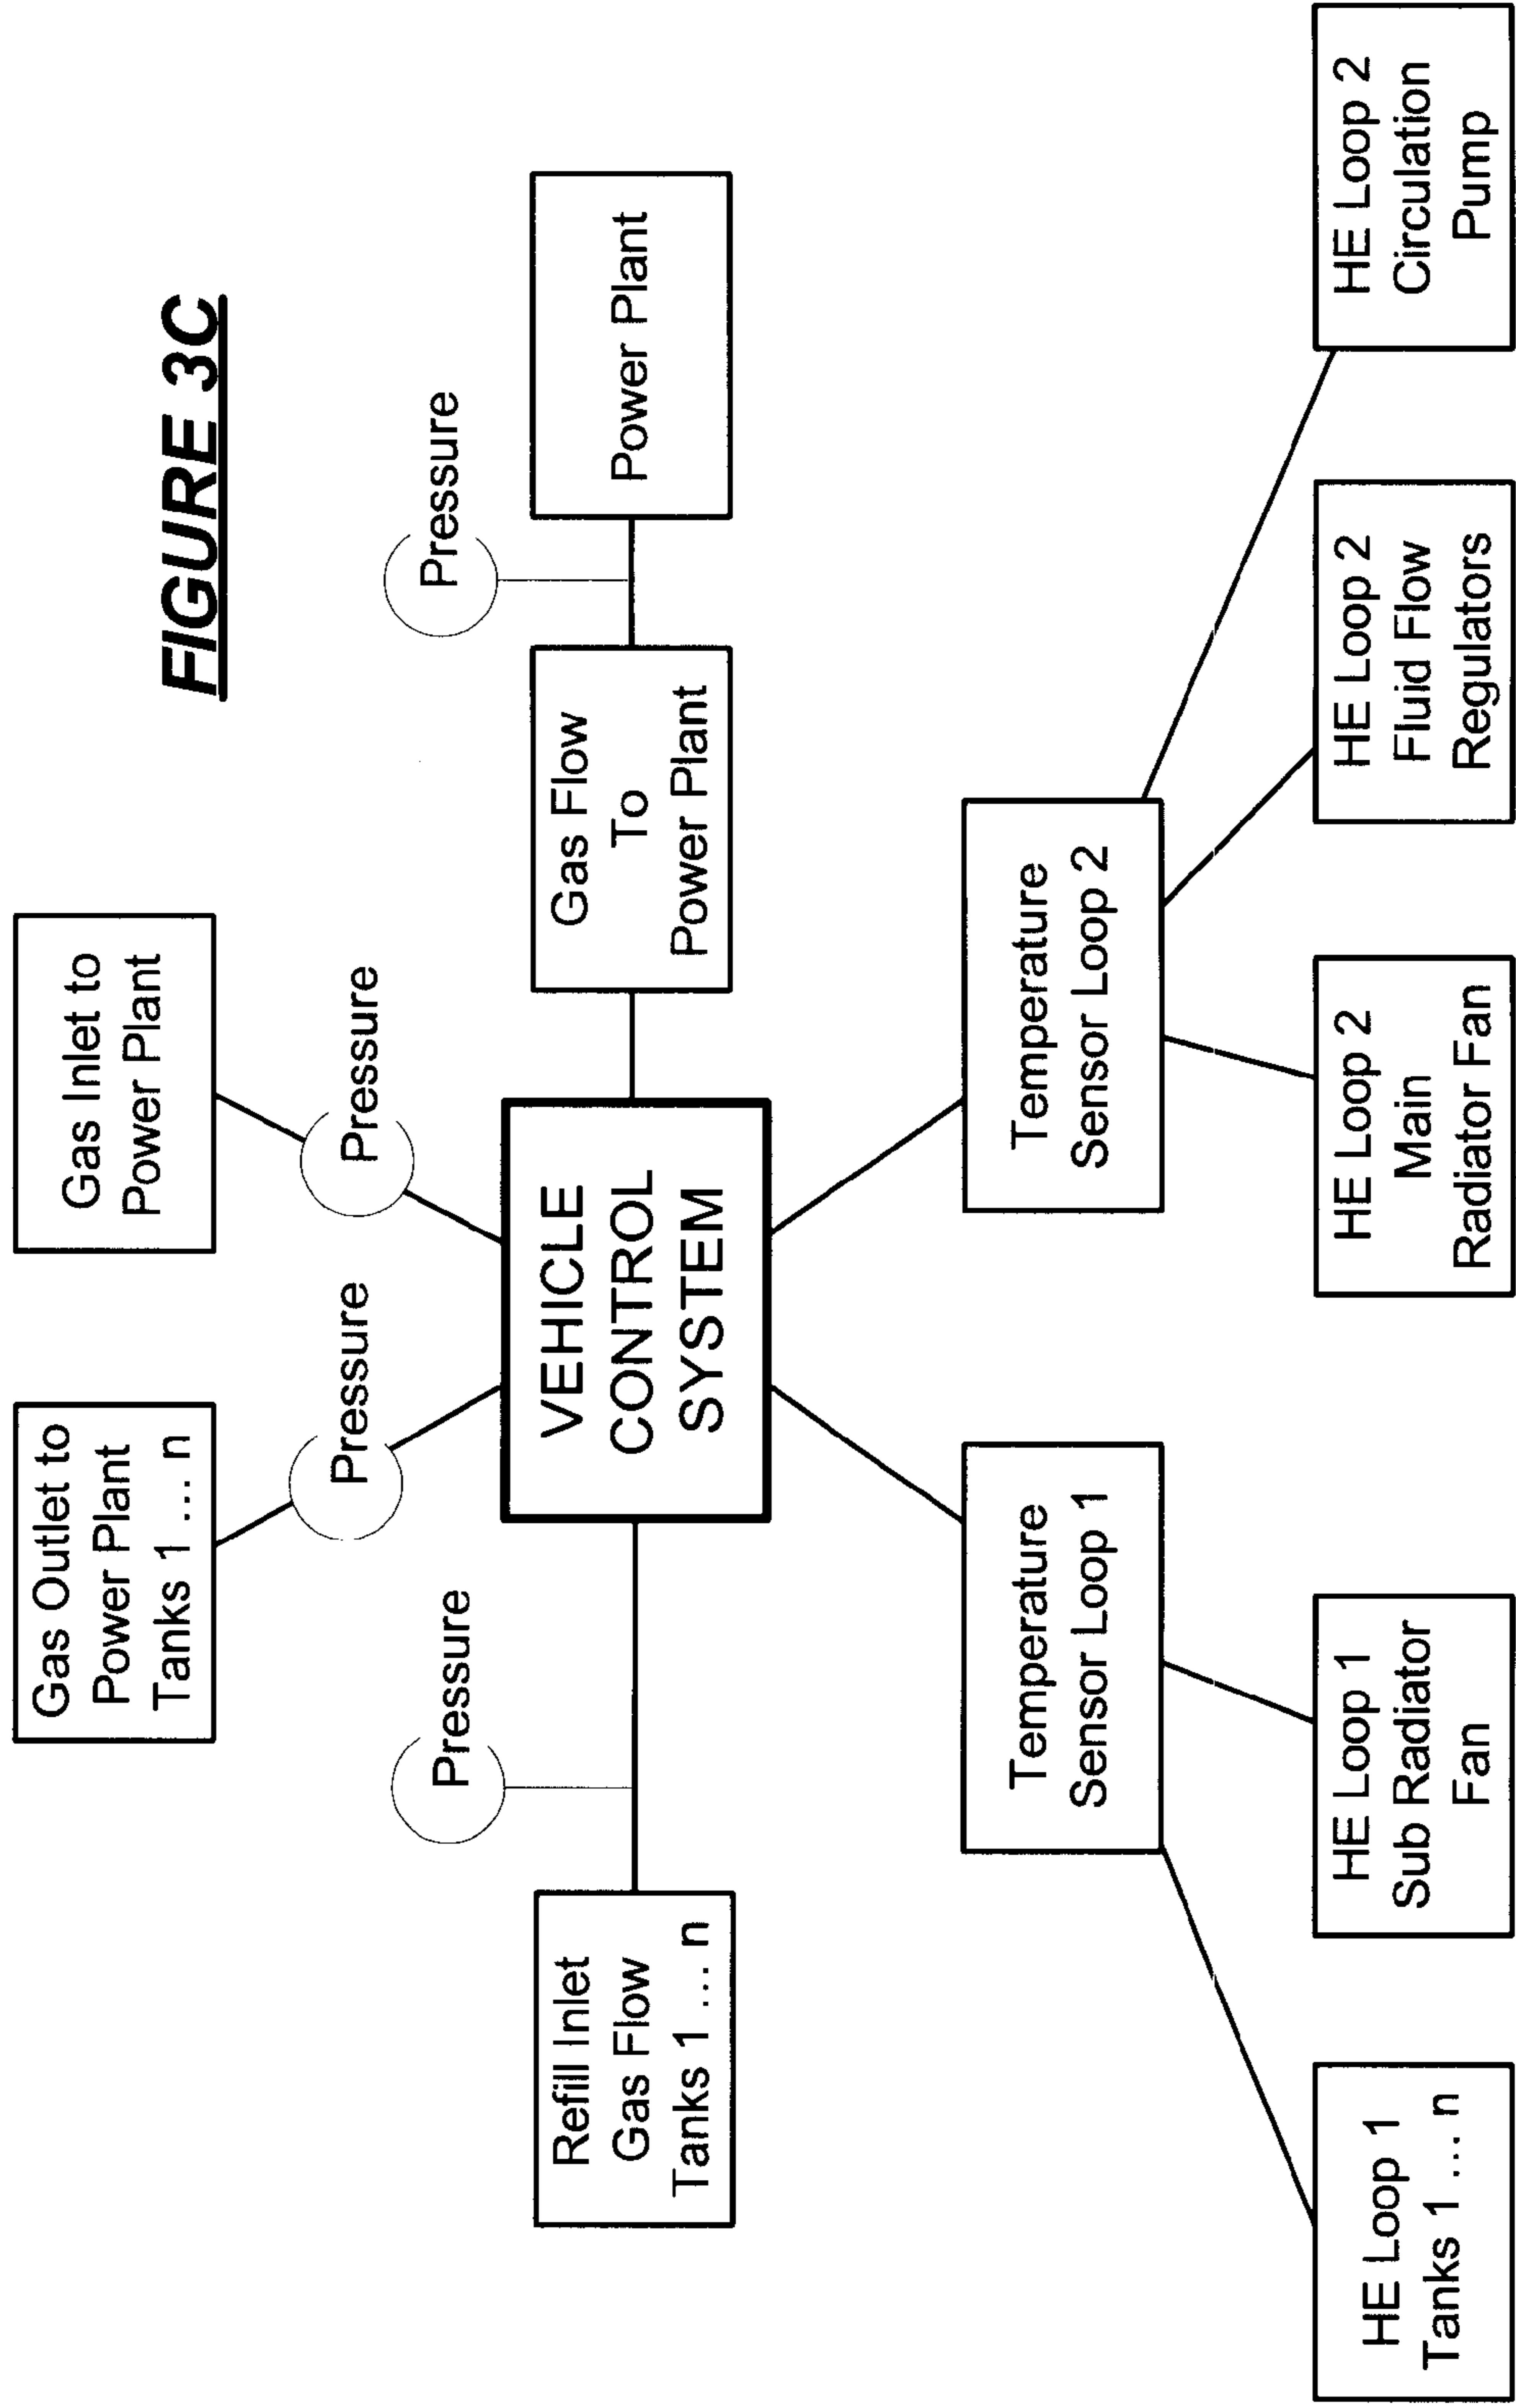 FIGURE 3C
Gas Outlet to
Power Plant
Tanks 1 ... n
Gas Inlet to
Power Plant
Pressure
Pressure
Pressure
Pressure
Refill Inlet
Gas Flow
Tanks 1 ... n
VEHICLE
CONTROL
SYSTEM
Gas Flow
To
Power Plant
Power Plant
Temperature
Sensor Loop 1
Temperature
Sensor Loop 2
HE Loop 1
Tanks 1 ... n
HE Loop 1
Sub Radiator
Fan
HE Loop 2
Main
Radiator Fan
HE Loop 2
Fluid Flow
Regulators
HE Loop 2
Circulation
Pump